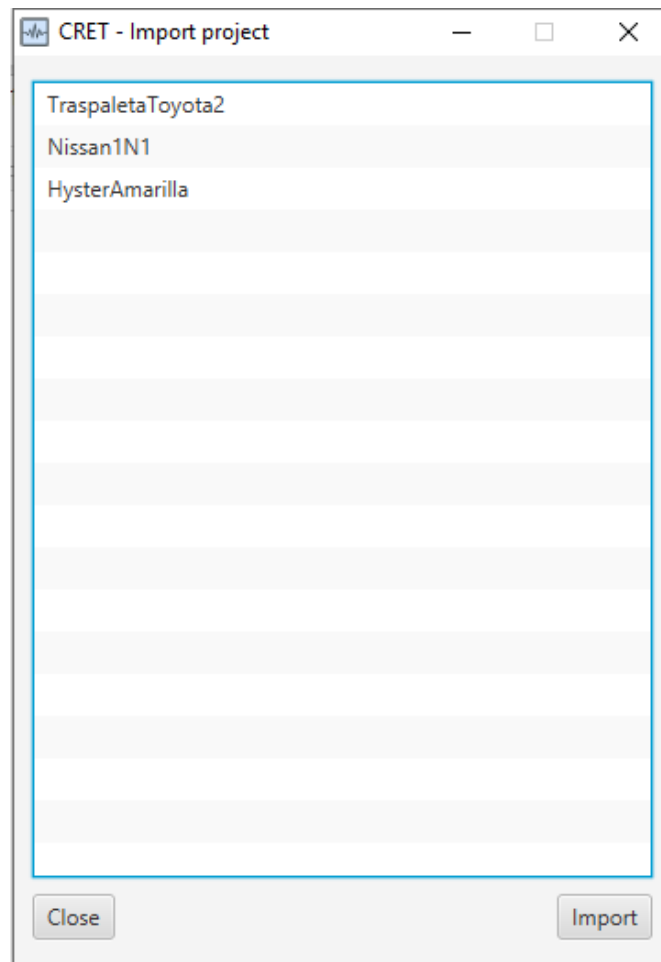 CRET - Import project
TraspaletaToyota2
Nissan1N1
HysterAmarilla
Close
Import